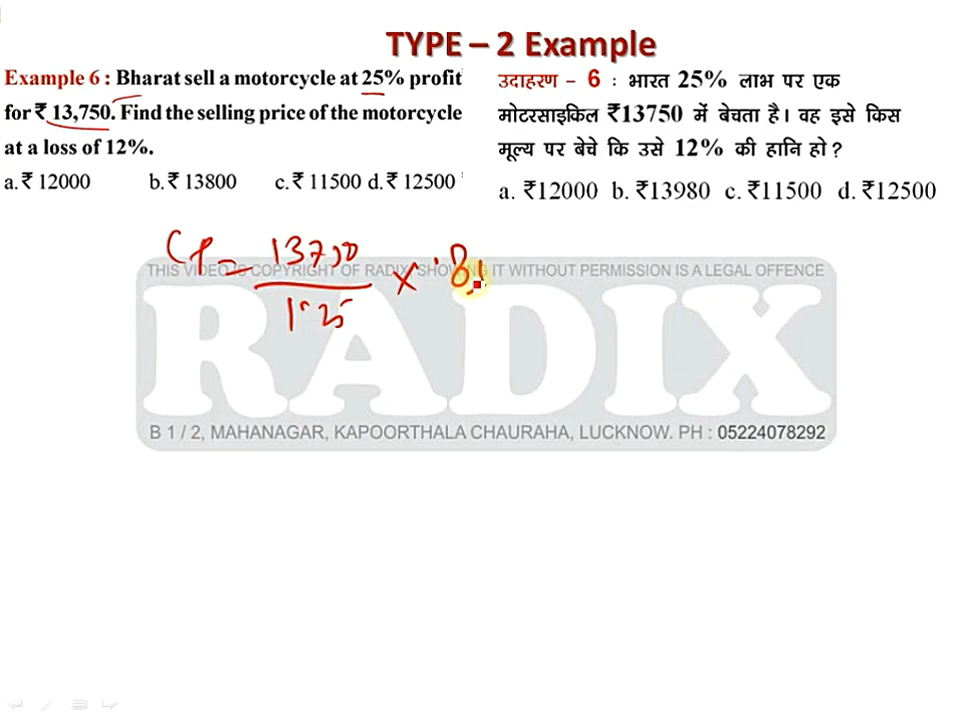 TYPE – 2 Example
Example 6 : Bharat sell a motorcycle at 25% profit
for ₹ 13,750. Find the selling price of the motorcycle
at a loss of 12%.
a.₹ 12000 b.₹ 13800 c.₹ 11500 d.₹ 12500
उदाहरण – 6 : भारत 25% लाभ पर एक
मोटरसाइकिल ₹13750 में बेचता है। वह इसे किस
मूल्य पर बेचे कि उसे 12% की हानि हो ?
a. ₹12000 b. ₹13980 c. ₹11500 d. ₹12500
CP = 13750
× .8
1.25
THIS VIDEO IS COPYRIGHT OF RADIX, SHOWING IT WITHOUT PERMISSION IS A LEGAL OFFENCE
RADIX
B 1 / 2, MAHANAGAR, KAPOORTHALA CHAURAHA, LUCKNOW. PH : 05224078292